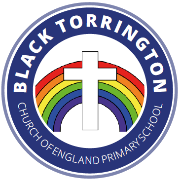 BLACK TORRINGTON
CHURCH OF ENGLAND PRIMARY SCHOOL